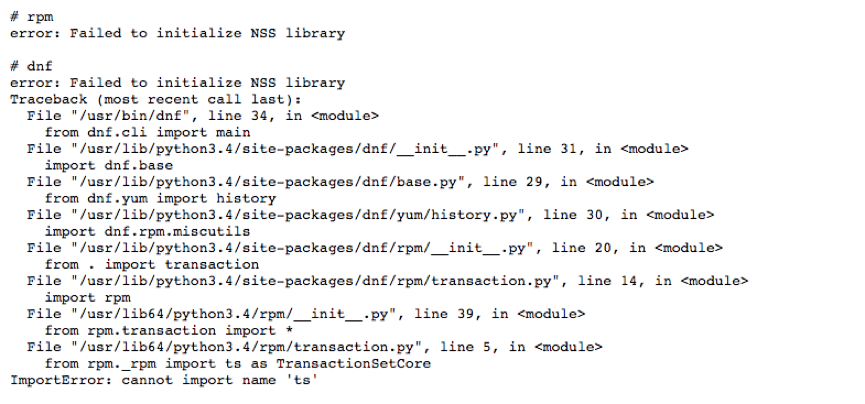 # rpm
error: Failed to initialize NSS library
# dnf
error: Failed to initialize NSS library
Traceback (most recent call last):
File "/usr/bin/dnf", line 34, in <module>
from dnf.cli import main
File "/usr/lib/python3.4/site-packages/dnf/__init__.py", line 31, in <module>
import dnf.base
File "/usr/lib/python3.4/site-packages/dnf/base.py", line 29, in <module>
from dnf.yum import history
File "/usr/lib/python3.4/site-packages/dnf/yum/history.py", line 30, in <module>
import dnf.rpm.miscutils
File "/usr/lib/python3.4/site-packages/dnf/rpm/__init__.py", line 20, in <module>
from . import transaction
File "/usr/lib/python3.4/site-packages/dnf/rpm/transaction.py", line 14, in <module>
import rpm
File "/usr/lib64/python3.4/rpm/__init__.py", line 39, in <module>
from rpm.transaction import *
File "/usr/lib64/python3.4/rpm/transaction.py", line 5, in <module>
from rpm._rpm import ts as TransactionSetCore
ImportError: cannot import name 'ts'